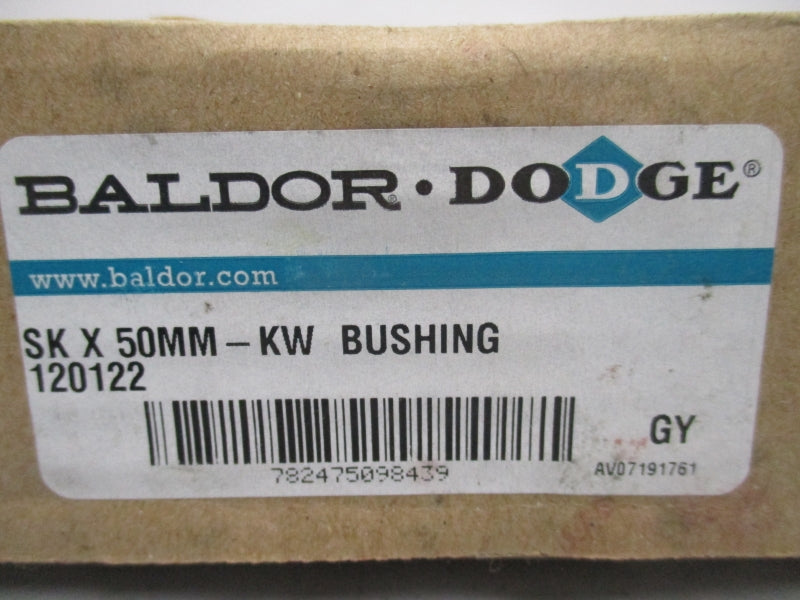 BALDOR® · DODGE®
www.baldor.com
SK X 50MM – KW BUSHING
120122
782475098439
GY
AV07191761